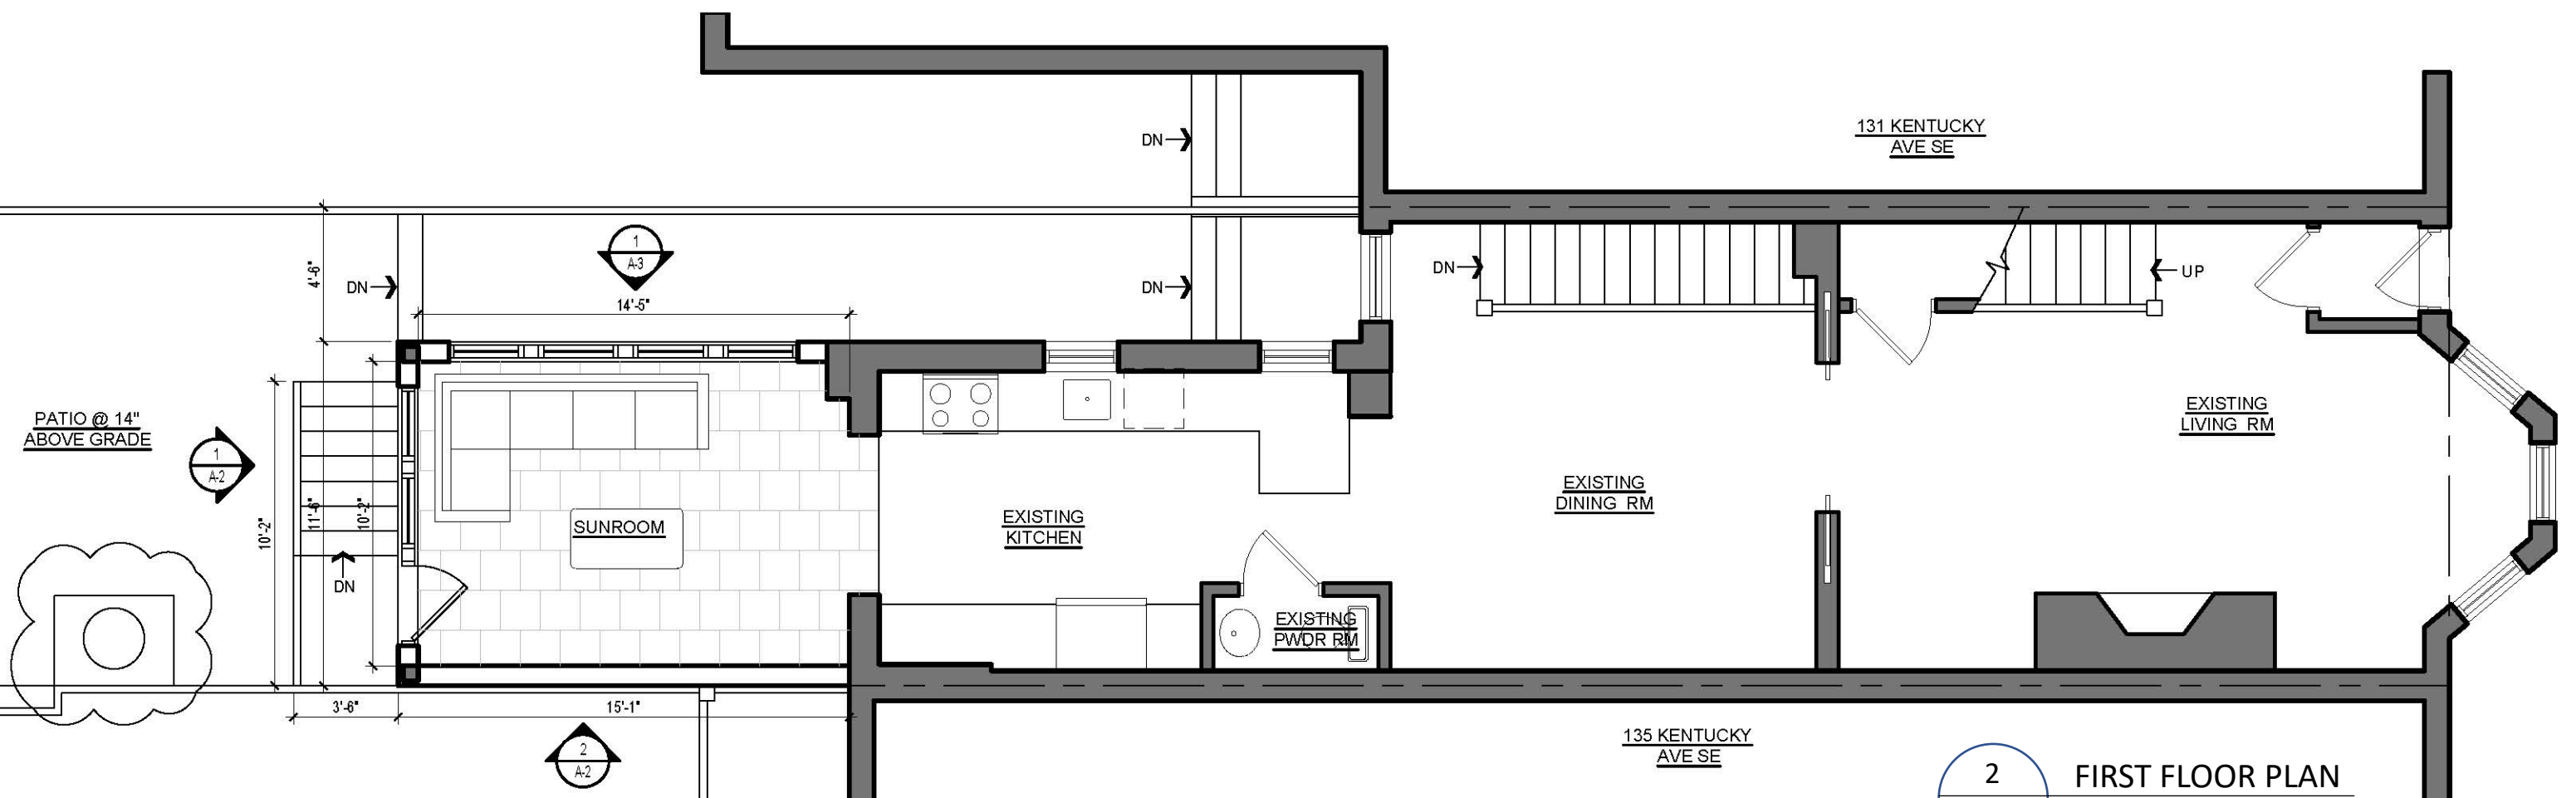 131 KENTUCKY
AVE SE
DN
DN
DN
DN
UP
1
A-3
14'-5"
4'-6"
PATIO @ 14"
ABOVE GRADE
1
A-2
10'-2"
11'-6"
10'-2"
DN
SUNROOM
EXISTING
KITCHEN
EXISTING
DINING RM
EXISTING
LIVING RM
EXISTING
PWDR RM
3'-6"
15'-1"
2
A-2
135 KENTUCKY
AVE SE
2
FIRST FLOOR PLAN